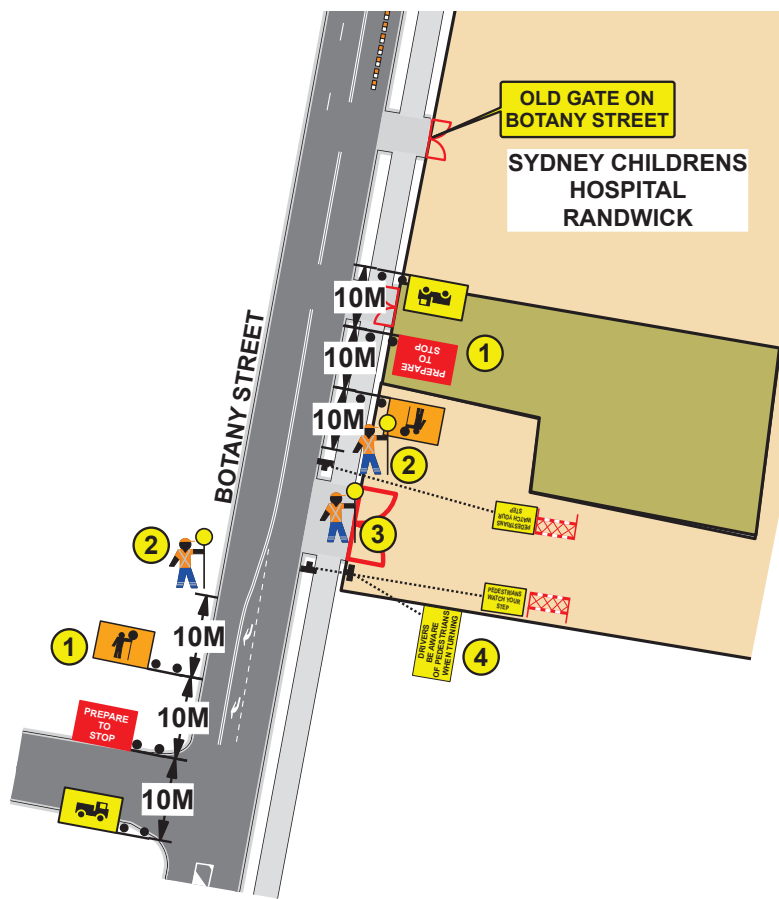 OLD GATE ON
BOTANY STREET
SYDNEY CHILDRENS
HOSPITAL
RANDWICK
10M
10M
PREPARE
TO
STOP
1
10M
BOTANY STREET
2
PEDESTRIANS
WATCH YOUR
STEP
3
2
PEDESTRIANS
WATCH YOUR
STEP
10M
1
DRIVERS
BE AWARE
OF PEDESTRIANS
WHEN TURNING
4
10M
PREPARE
TO
STOP
10M